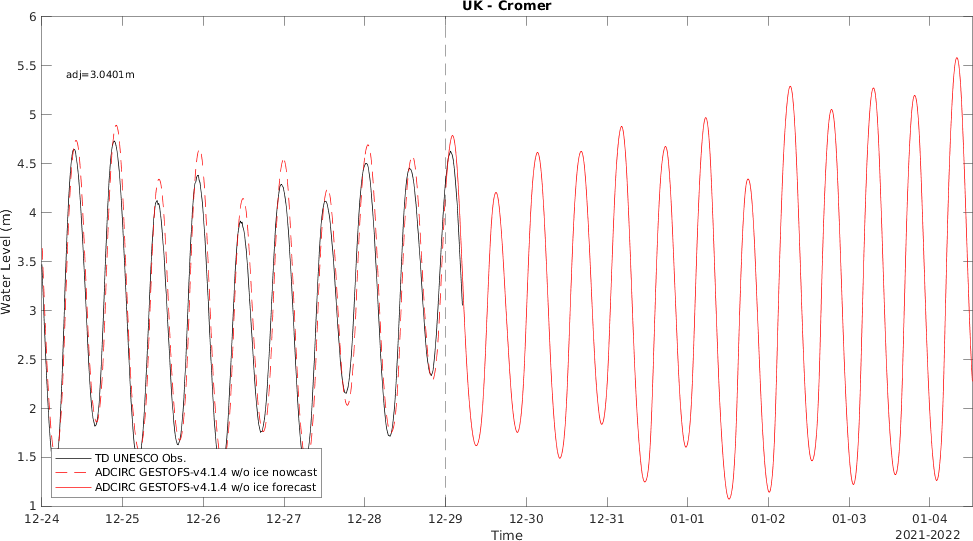 UK - Cromer
6
5.5
5
4.5
4
3.5
3
2.5
2
1.5
1
Water Level (m)
adj=3.0401m
TD UNESCO Obs.
ADCIRC GESTOFS-v4.1.4 w/o ice nowcast
ADCIRC GESTOFS-v4.1.4 w/o ice forecast
12-24 12-25 12-26 12-27 12-28 12-29 12-30 12-31 01-01 01-02 01-03 01-04
Time
2021-2022